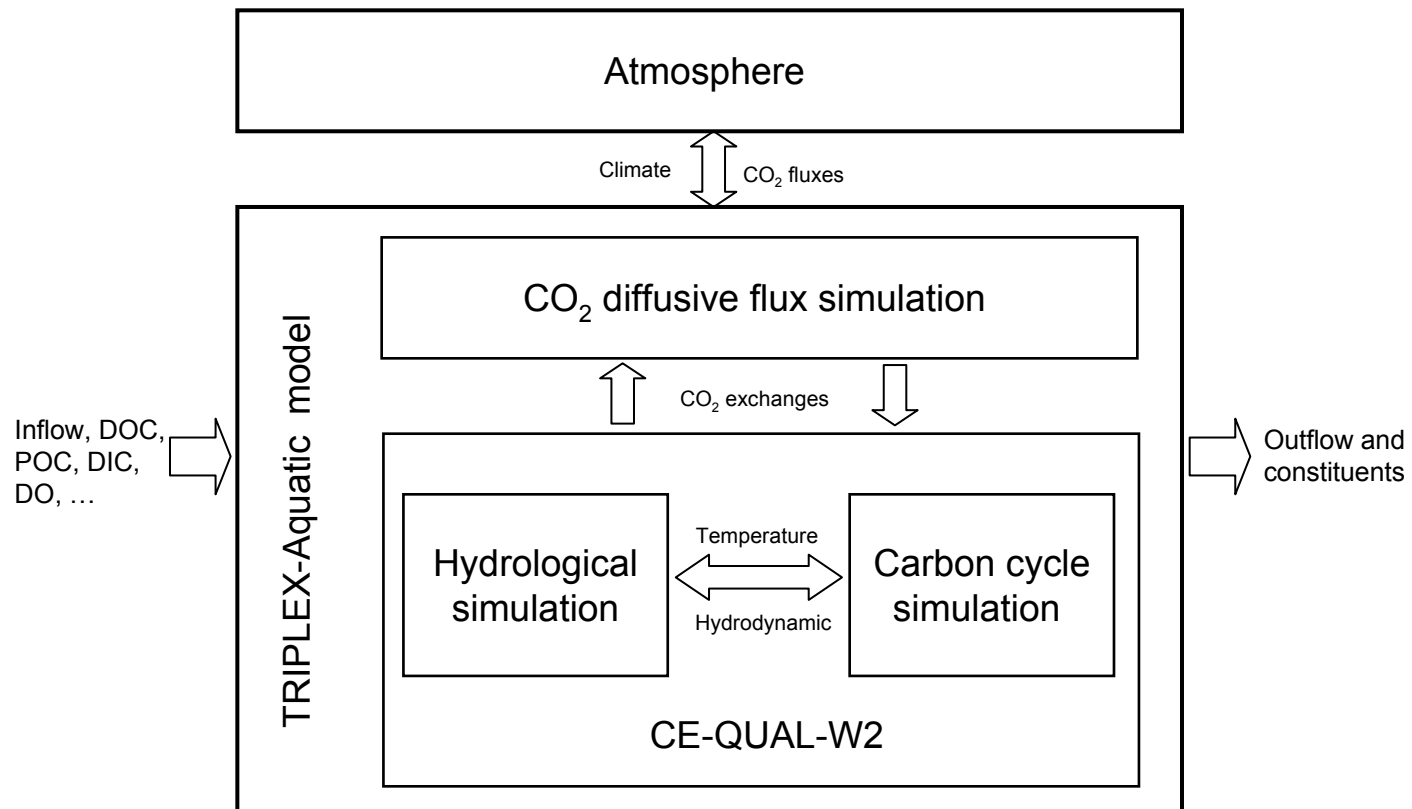 Atmosphere
Climate
CO₂ fluxes
TRIPLEX-Aquatic model
CO₂ diffusive flux simulation
CO₂ exchanges
Inflow, DOC,
POC, DIC,
DO, …
Outflow and
constituents
Hydrological
simulation
Temperature
Hydrodynamic
Carbon cycle
simulation
CE-QUAL-W2